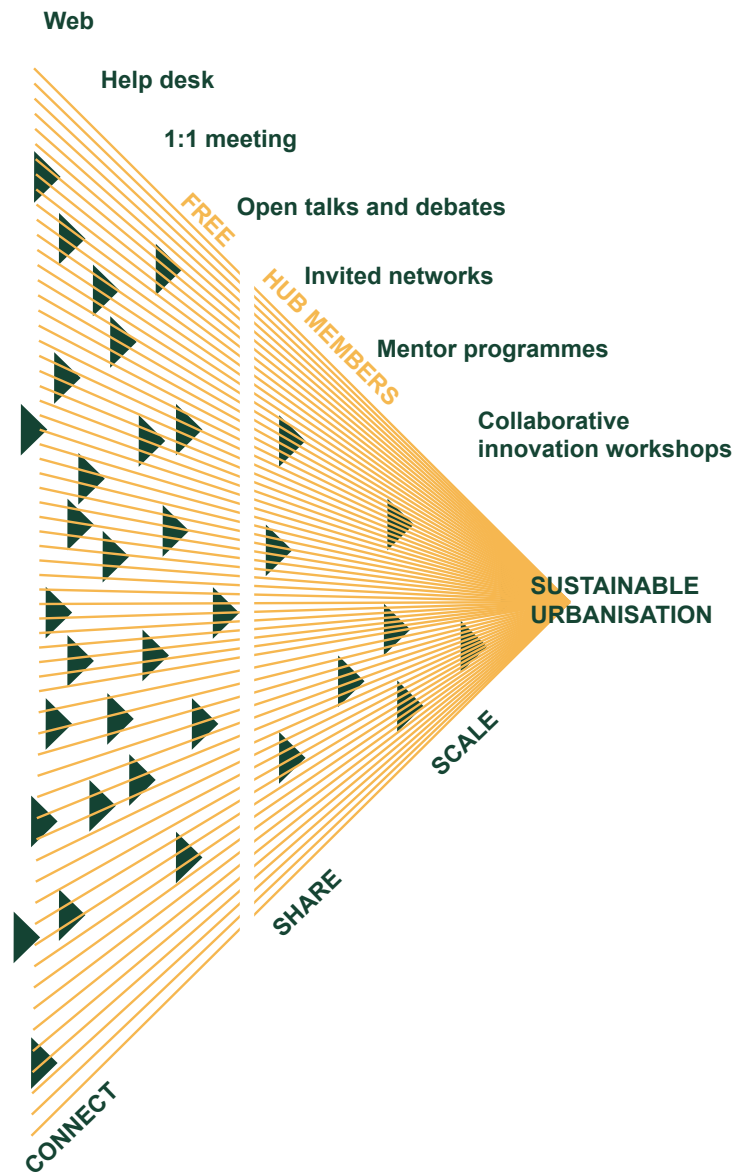 Web
Help desk
1:1 meeting
FREE
Open talks and debates
Invited networks
HUB MEMBERS
Mentor programmes
Collaborative
innovation workshops
SUSTAINABLE
URBANISATION
SCALE
SHARE
CONNECT